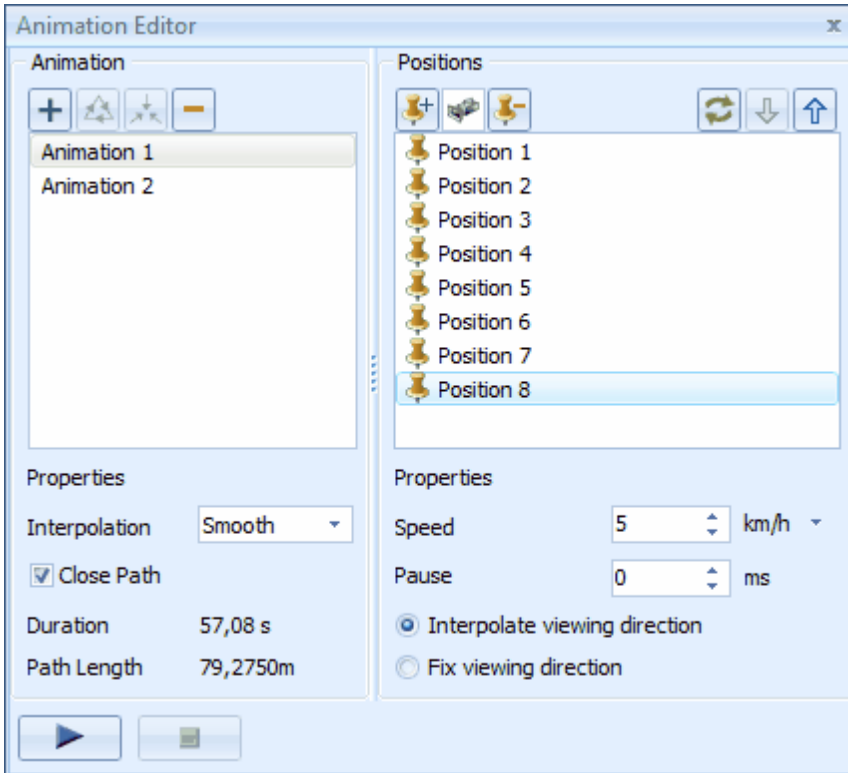 Animation Editor
Animation
Animation 1
Animation 2
Properties
Interpolation Smooth
Close Path
Duration 57,08 s
Path Length 79,2750m
Positions
Position 1
Position 2
Position 3
Position 4
Position 5
Position 6
Position 7
Position 8
Properties
Speed 5 km/h
Pause 0 ms
Interpolate viewing direction
Fix viewing direction